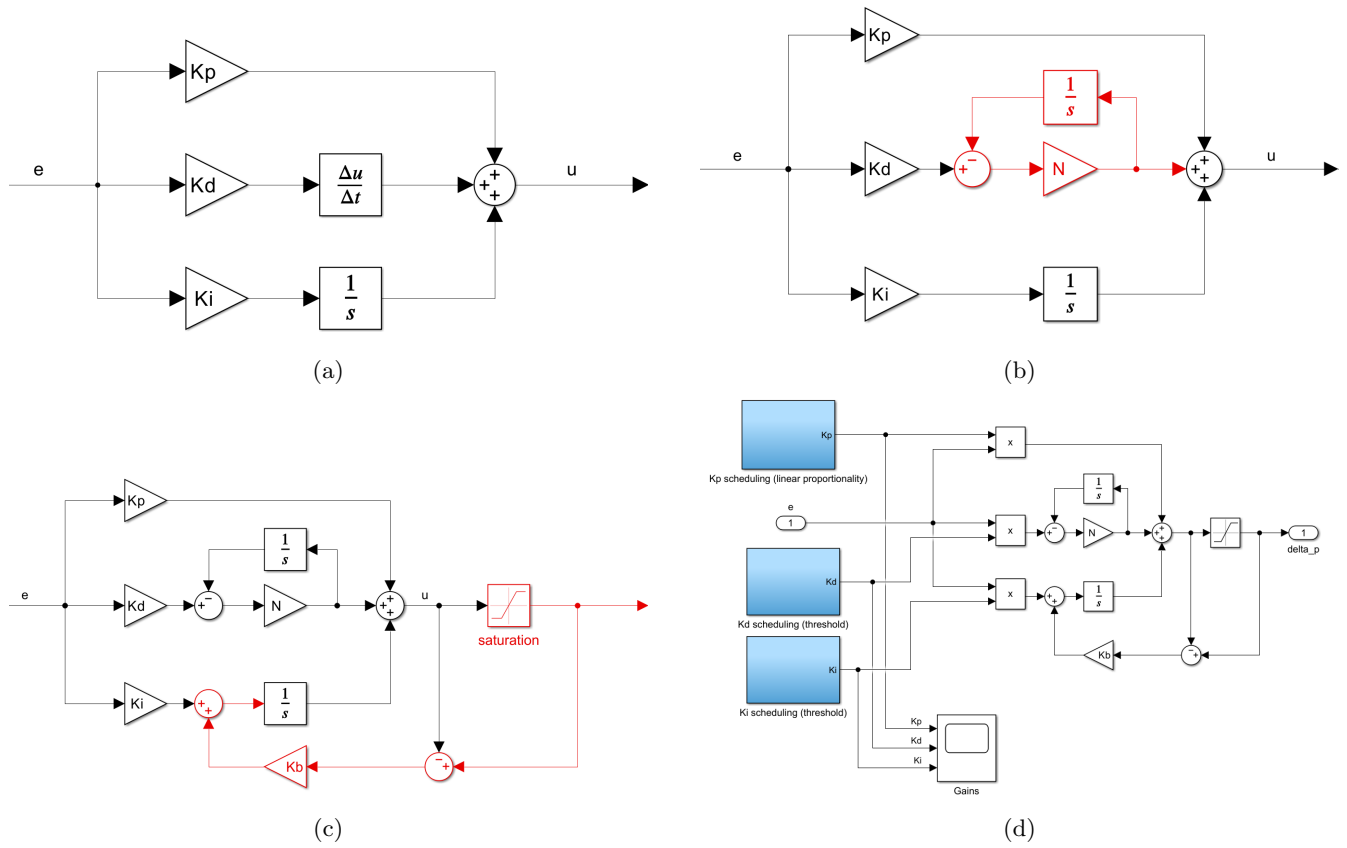 Kp
e
Kd
Δu
Δt
+
+
+
u
Ki
1
s
(a)
Kp
1
s
e
Kd
+
−
N
+
+
+
u
Ki
1
s
(b)
Kp
1
s
e
Kd
+
−
N
+
+
+
u
saturation
Ki
+
+
1
s
Kb
−
+
(c)
Kp
x
Kp scheduling (linear proportionality)
1
s
e
1
x
+
−
N
+
+
+
1
delta_p
Kd
Kd scheduling (threshold)
x
+
+
1
s
Ki
Kb
−
+
Ki scheduling (threshold)
Kp
Kd
Ki
Gains
(d)